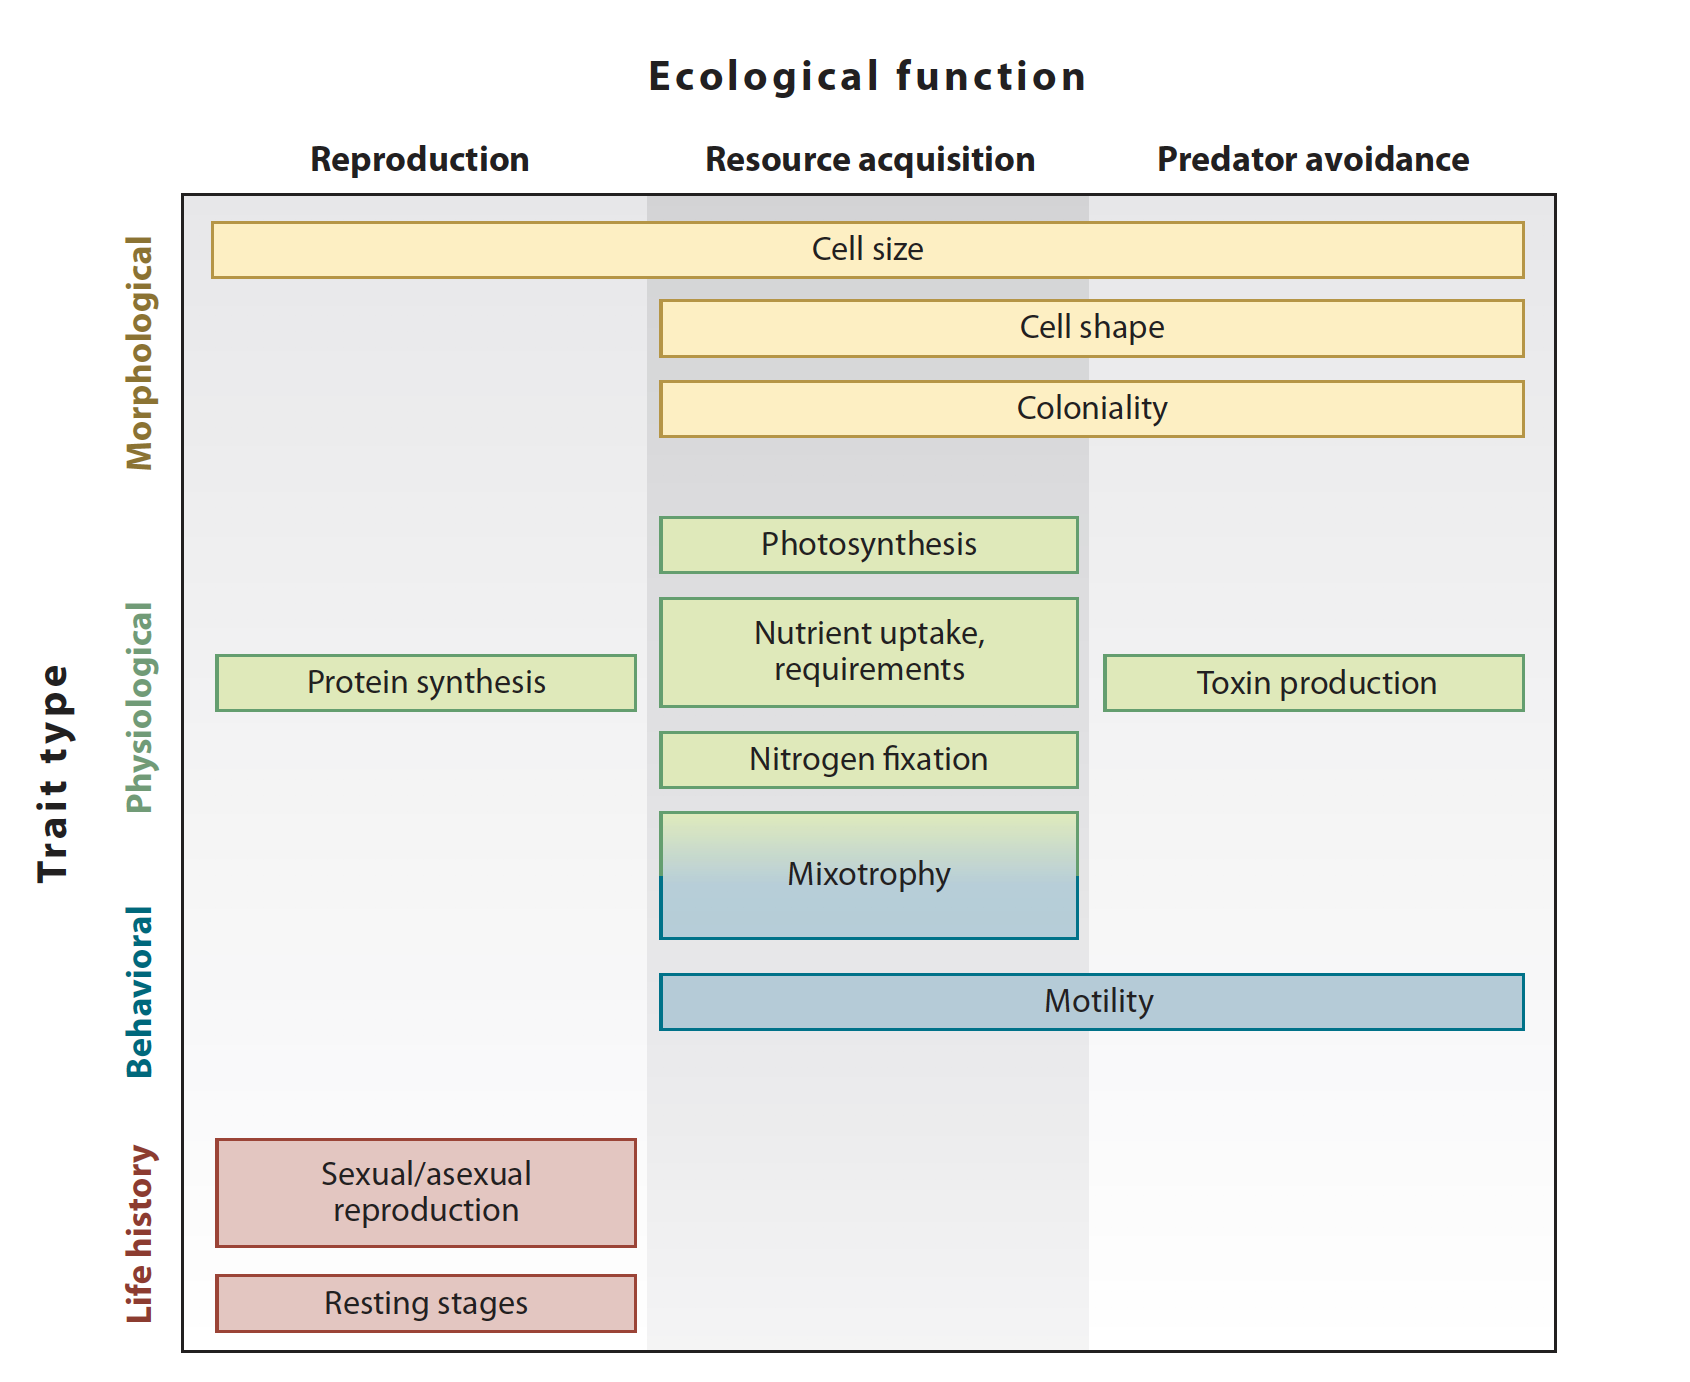 Ecological function
Reproduction
Resource acquisition
Predator avoidance
Trait type
Morphological
Cell size
Cell shape
Coloniality
Physiological
Photosynthesis
Nutrient uptake,
requirements
Protein synthesis
Toxin production
Nitrogen fixation
Mixotrophy
Behavioral
Motility
Life history
Sexual/asexual
reproduction
Resting stages